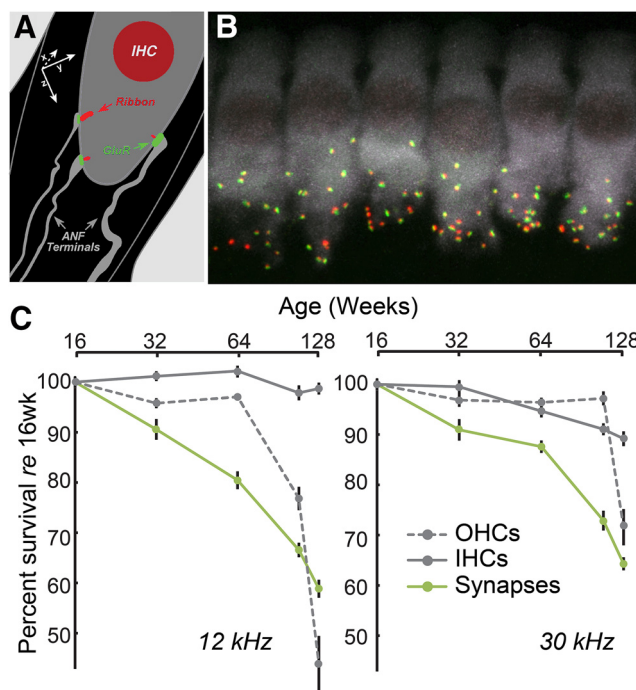 A
IHC
x
y
z
Ribbon
GluR
ANF
Terminals
B
C
Age (Weeks)
16 32 64 128
16 32 64 128
Percent survival re 16wk
100
90
80
70
60
50
12 kHz
100
90
80
70
60
50
OHCs
IHCs
Synapses
30 kHz